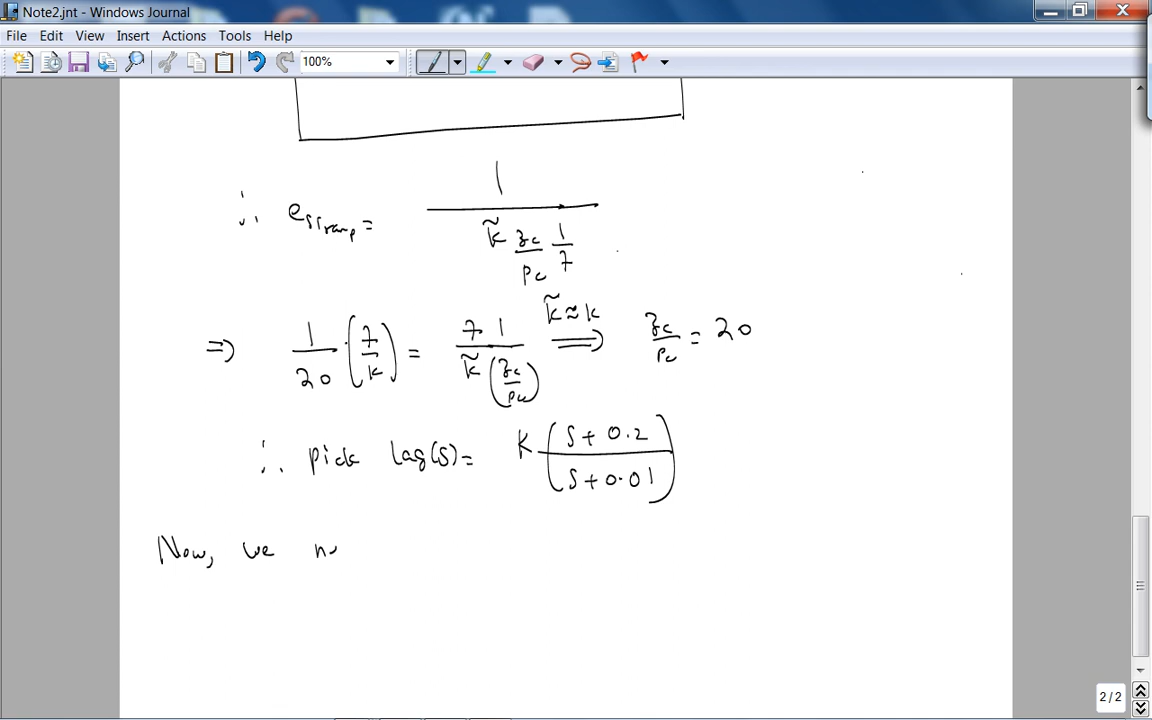 Note2.jnt - Windows Journal
File Edit View Insert Actions Tools Help
100%
∴ e_ss ramp = 1 / (k̃ (zc/pc) (1/7))
⇒ 1/20 · (7/k) = 7·1 / (k̃ (zc/pc)) ⟹ (k̃ ≈ k) zc/pc = 20
∴ pick lag(s) = K ((s + 0.2) / (s + 0.01))
Now, we
2 / 2